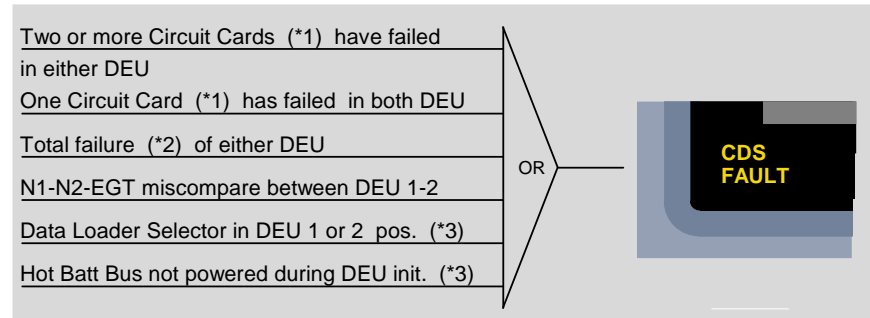 Two or more Circuit Cards (*1) have failed
in either DEU
One Circuit Card (*1) has failed in both DEU
Total failure (*2) of either DEU
N1-N2-EGT miscompare between DEU 1-2
Data Loader Selector in DEU 1 or 2 pos. (*3)
Hot Batt Bus not powered during DEU init. (*3)
OR
CDS
FAULT